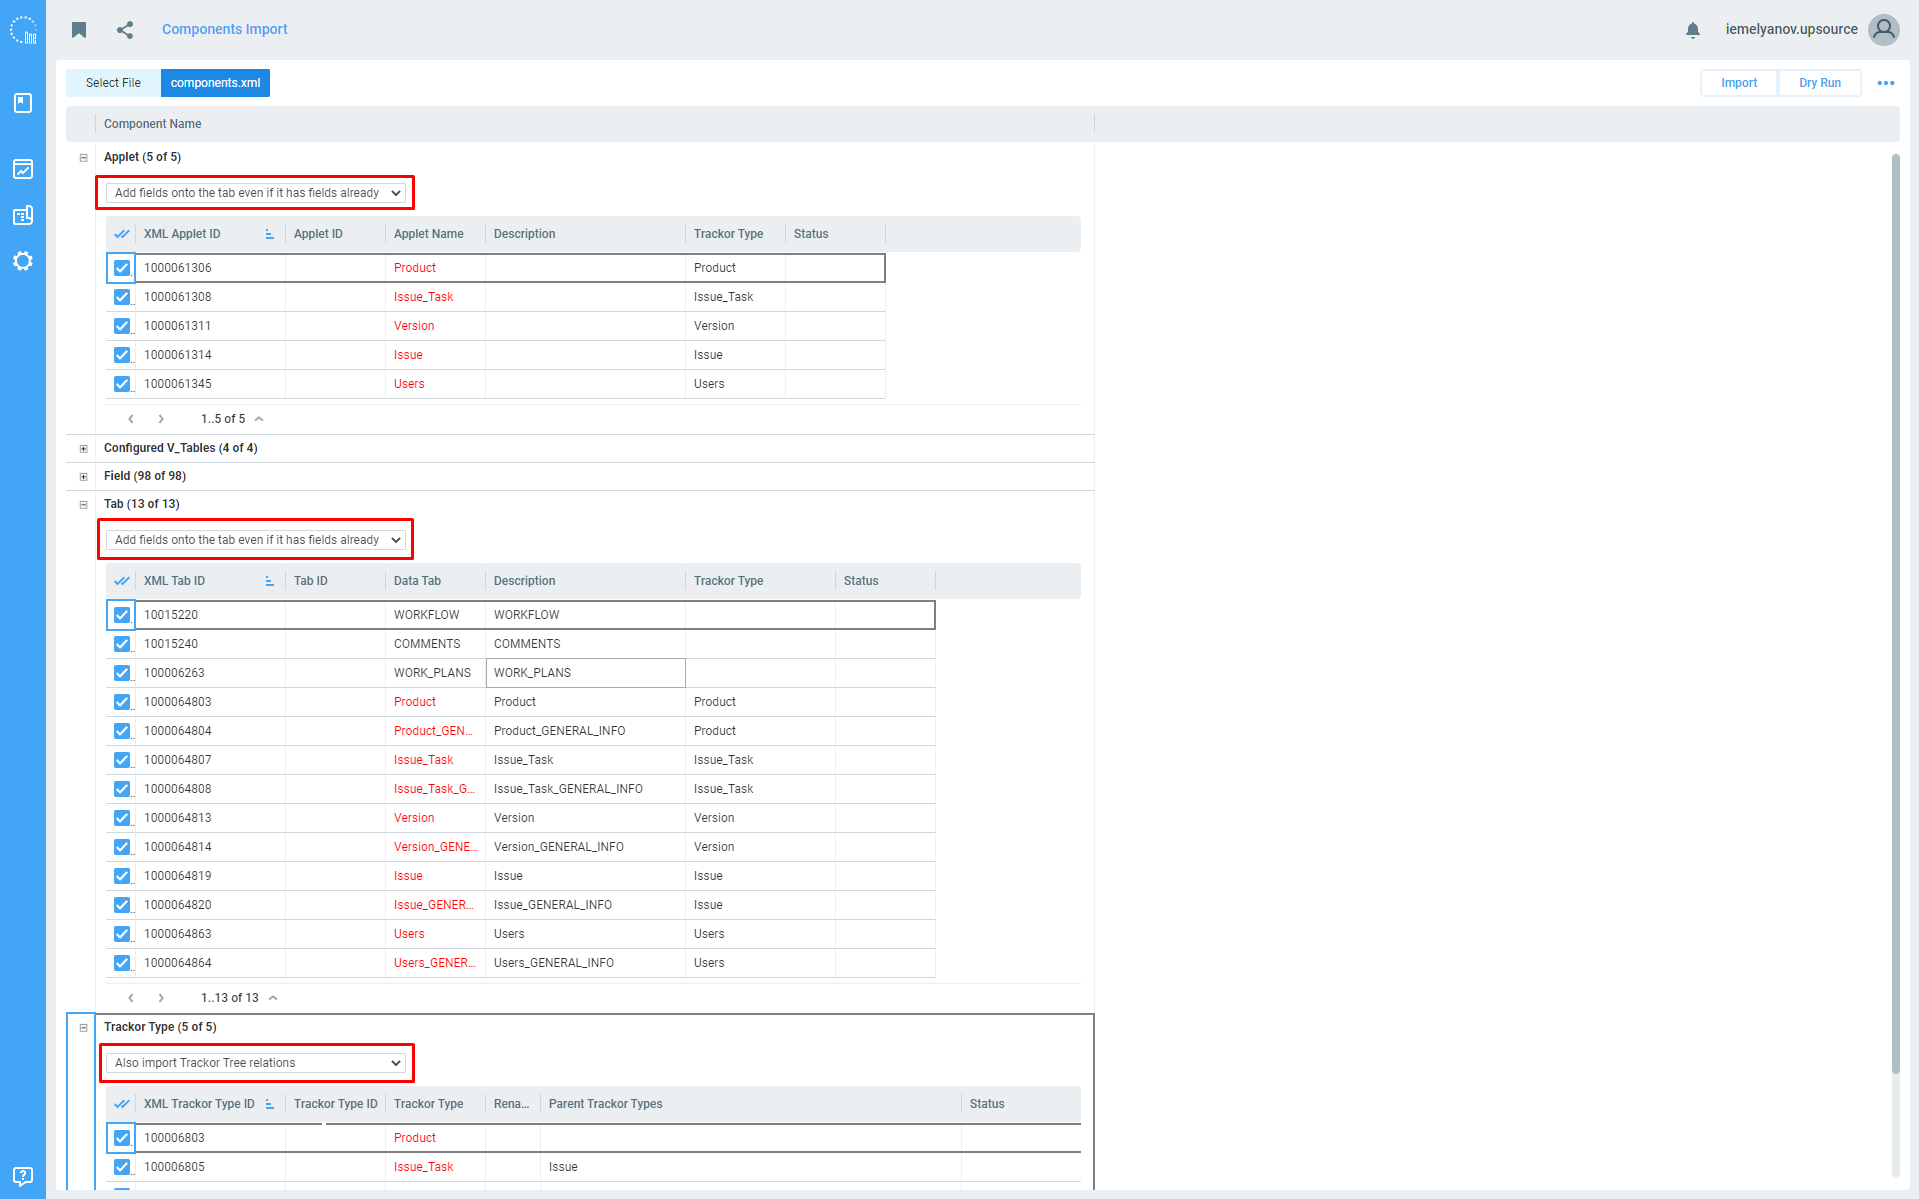 One
Components Import
iemelyanov.upsource
Select File components.xml Import Dry Run
Component Name
Applet (5 of 5)
Add fields onto the tab even if it has fields already
XML Applet ID Applet ID Applet Name Description Trackor Type Status
1000061306 Product Product
1000061308 Issue_Task Issue_Task
1000061311 Version Version
1000061314 Issue Issue
1000061345 Users Users
1..5 of 5
Configured V_Tables (4 of 4)
Field (98 of 98)
Tab (13 of 13)
Add fields onto the tab even if it has fields already
XML Tab ID Tab ID Data Tab Description Trackor Type Status
10015220 WORKFLOW WORKFLOW
10015240 COMMENTS COMMENTS
100006263 WORK_PLANS WORK_PLANS
1000064803 Product Product Product
1000064804 Product_GEN... Product_GENERAL_INFO Product
1000064807 Issue_Task Issue_Task Issue_Task
1000064808 Issue_Task_G... Issue_Task_GENERAL_INFO Issue_Task
1000064813 Version Version Version
1000064814 Version_GENE... Version_GENERAL_INFO Version
1000064819 Issue Issue Issue
1000064820 Issue_GENER... Issue_GENERAL_INFO Issue
1000064863 Users Users Users
1000064864 Users_GENER... Users_GENERAL_INFO Users
1..13 of 13
Trackor Type (5 of 5)
Also import Trackor Tree relations
XML Trackor Type ID Trackor Type ID Trackor Type Rena... Parent Trackor Types Status
100006803 Product
100006805 Issue_Task Issue